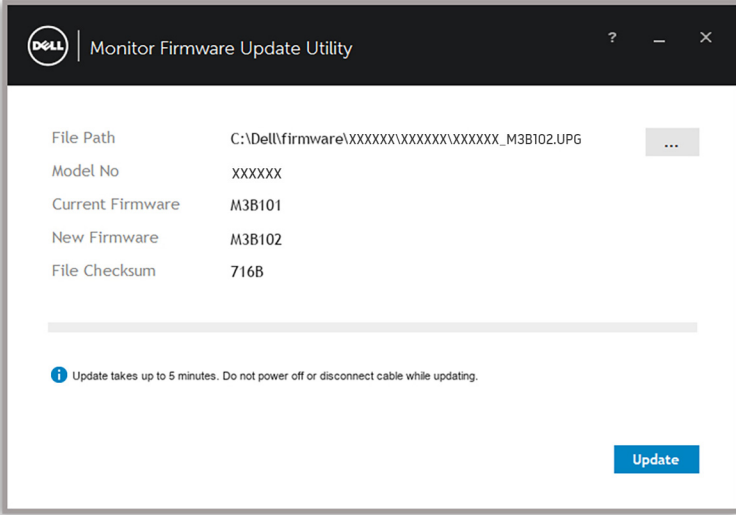 DELL Monitor Firmware Update Utility ? _ X
File Path C:\Dell\firmware\XXXXXX\XXXXXX\XXXXXX_M3B102.UPG ...
Model No XXXXXX
Current Firmware M3B101
New Firmware M3B102
File Checksum 716B
i Update takes up to 5 minutes. Do not power off or disconnect cable while updating.
Update